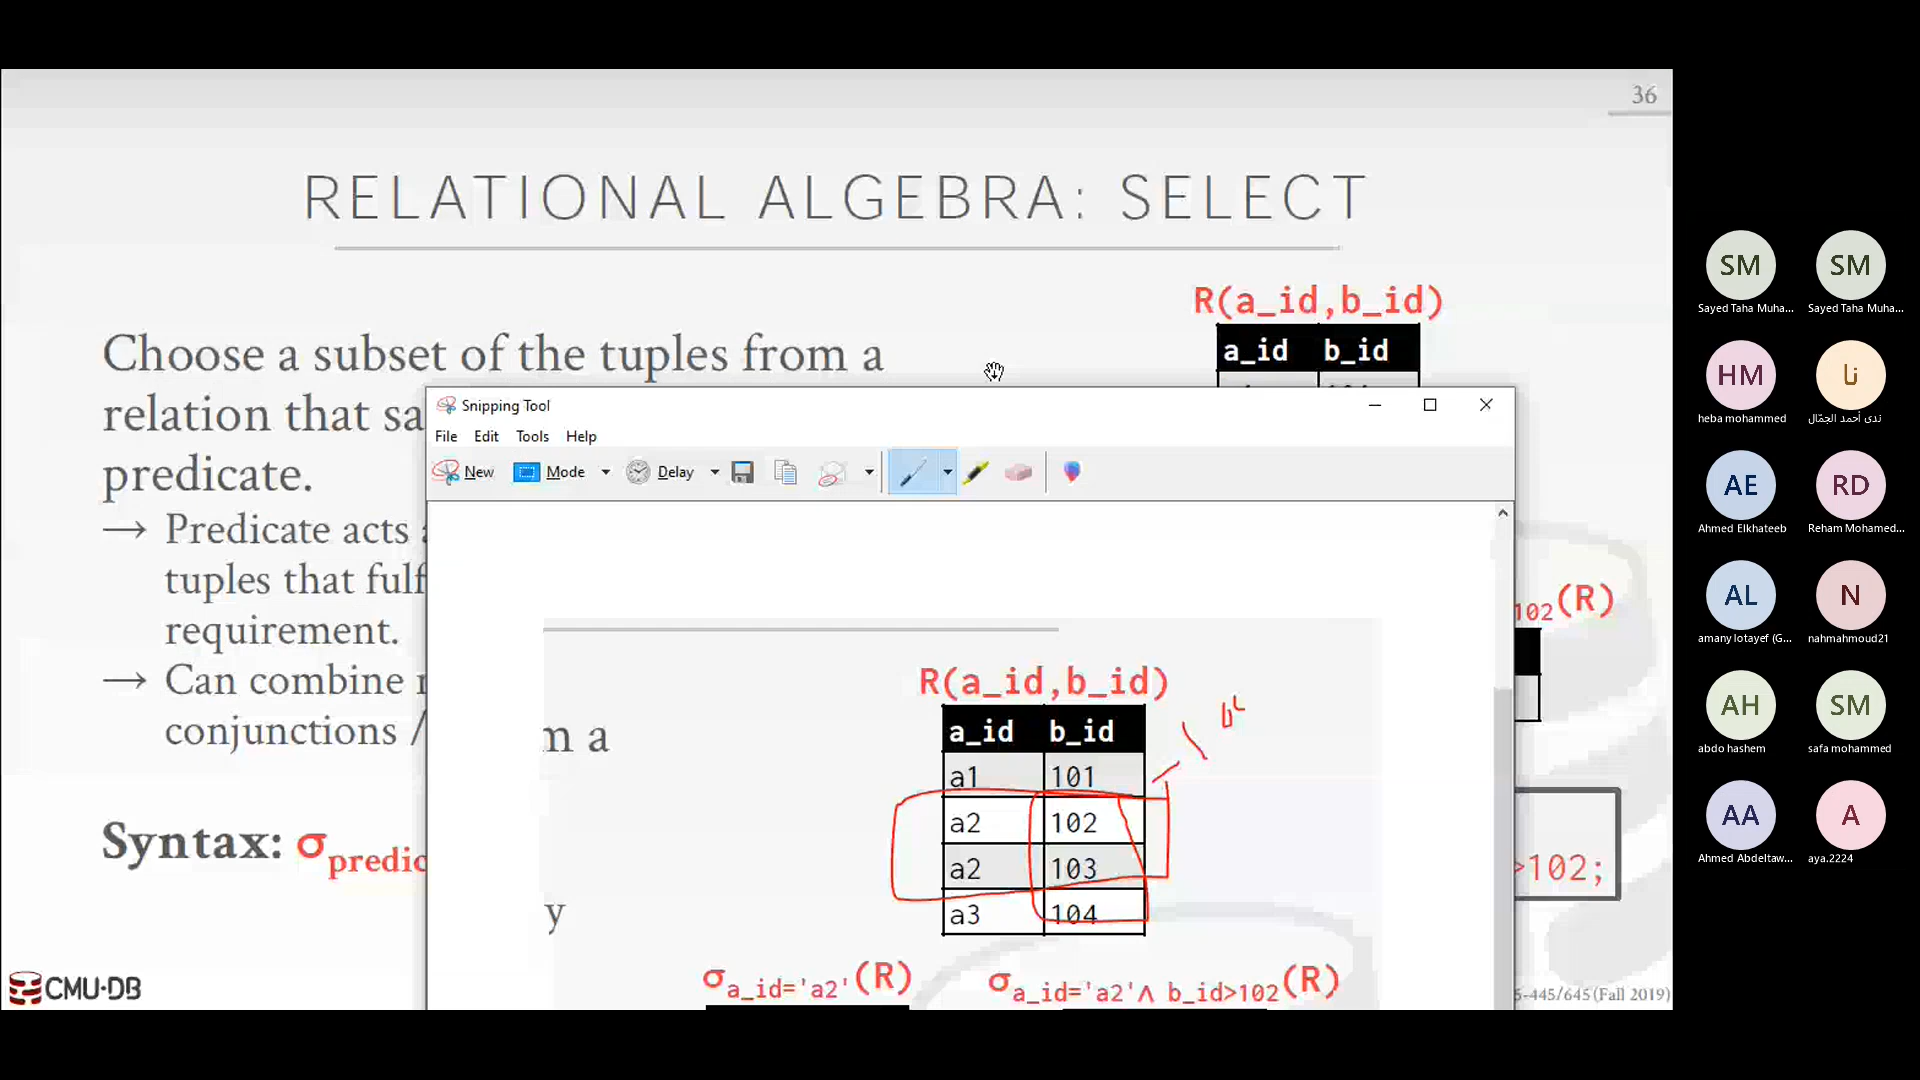 36
RELATIONAL ALGEBRA: SELECT
R(a_id,b_id)
a_id b_id
Choose a subset of the tuples from a
relation that sa
predicate.
→ Predicate acts
tuples that fulf
requirement.
→ Can combine
conjunctions /
Syntax: σpredic
CMU·DB
102(R)
>102;
5-445/645 (Fall 2019)
Snipping Tool
File Edit Tools Help
New Mode Delay
R(a_id,b_id)
a_id b_id
a1 101
a2 102
a2 103
a3 104
m a
y
σa_id='a2'(R) σa_id='a2'∧ b_id>102(R)
SM SM
Sayed Taha Muha... Sayed Taha Muha...
HM نا
heba mohammed ندى أحمد الجمّال
AE RD
Ahmed Elkhateeb Reham Mohamed...
AL N
amany lotayef (G... nahmahmoud21
AH SM
abdo hashem safa mohammed
AA A
Ahmed Abdeltaw... aya.2224